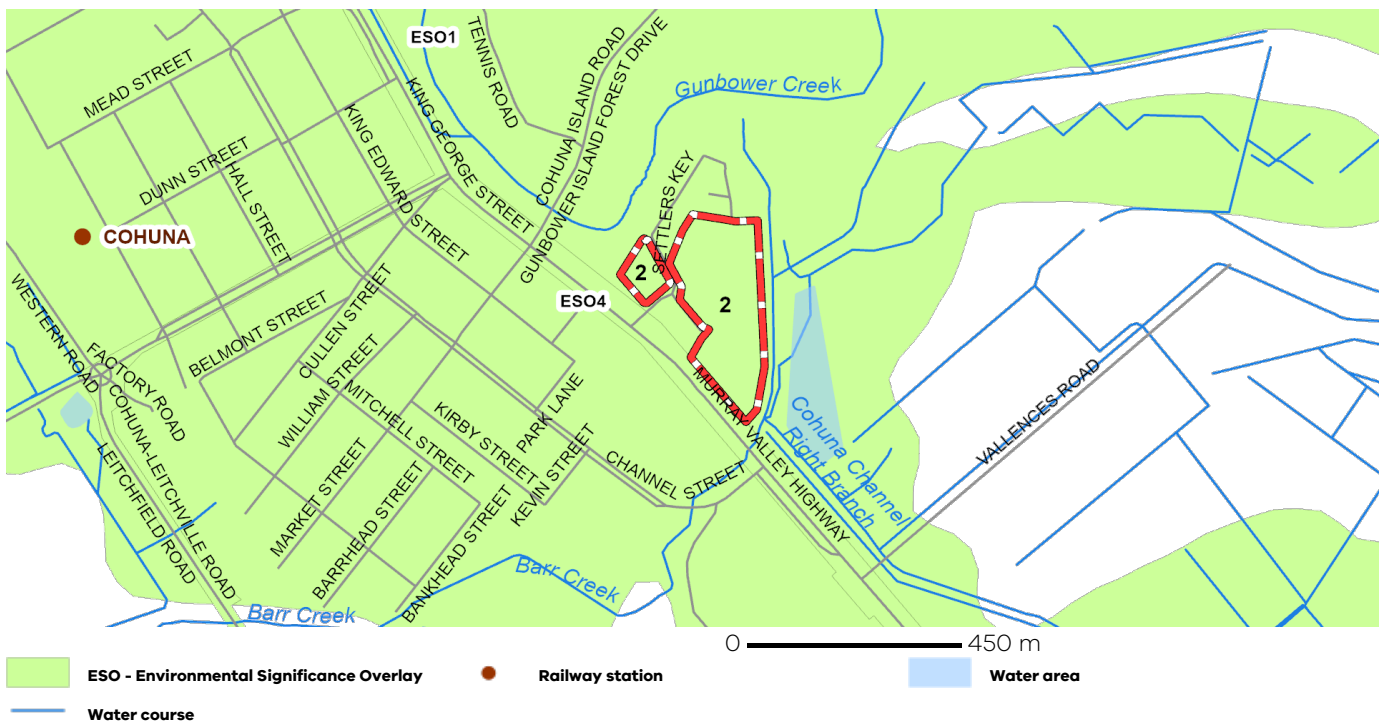 ESO1
TENNIS ROAD
COHUNA ISLAND ROAD
GUNBOWER ISLAND FOREST DRIVE
Gunbower Creek
MEAD STREET
KING GEORGE STREET
KING EDWARD STREET
DUNN STREET
HALL STREET
SETTLERS KEY
COHUNA
2
2
ESO4
WESTERN ROAD
BELMONT STREET
CULLEN STREET
FACTORY ROAD
COHUNA-LEITCHVILLE ROAD
WILLIAM STREET
MITCHELL STREET
KIRBY STREET
PARK LANE
MURRAY VALLEY HIGHWAY
Cohuna Channel
Right Branch
VALLENCES ROAD
LEITCHFIELD ROAD
MARKET STREET
BARRHEAD STREET
BANKHEAD STREET
KEVIN STREET
CHANNEL STREET
Barr Creek
Barr Creek
0 450 m
ESO - Environmental Significance Overlay
Railway station
Water area
Water course